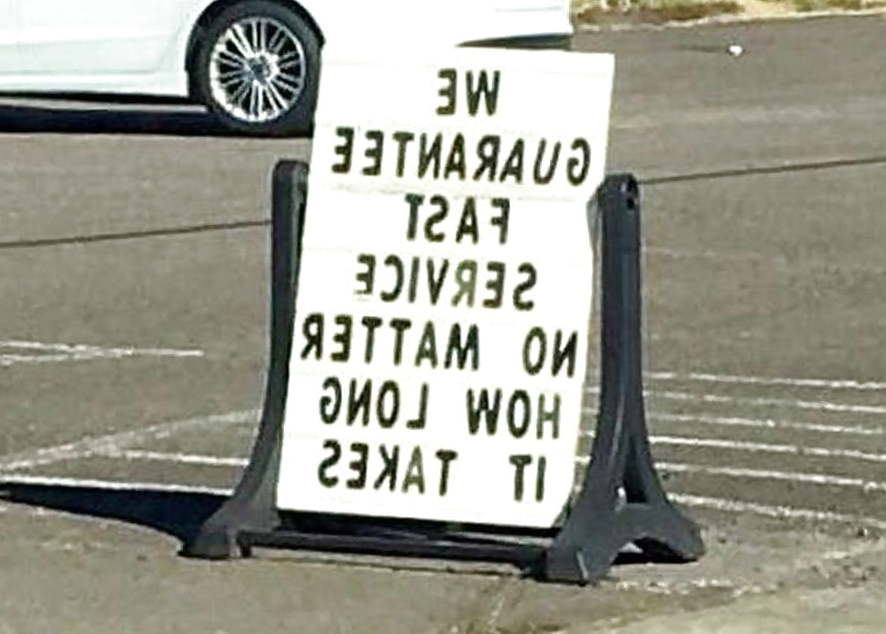 WE
GUARANTEE
FAST
SERVICE
NO MATTER
HOW LONG
IT TAKES